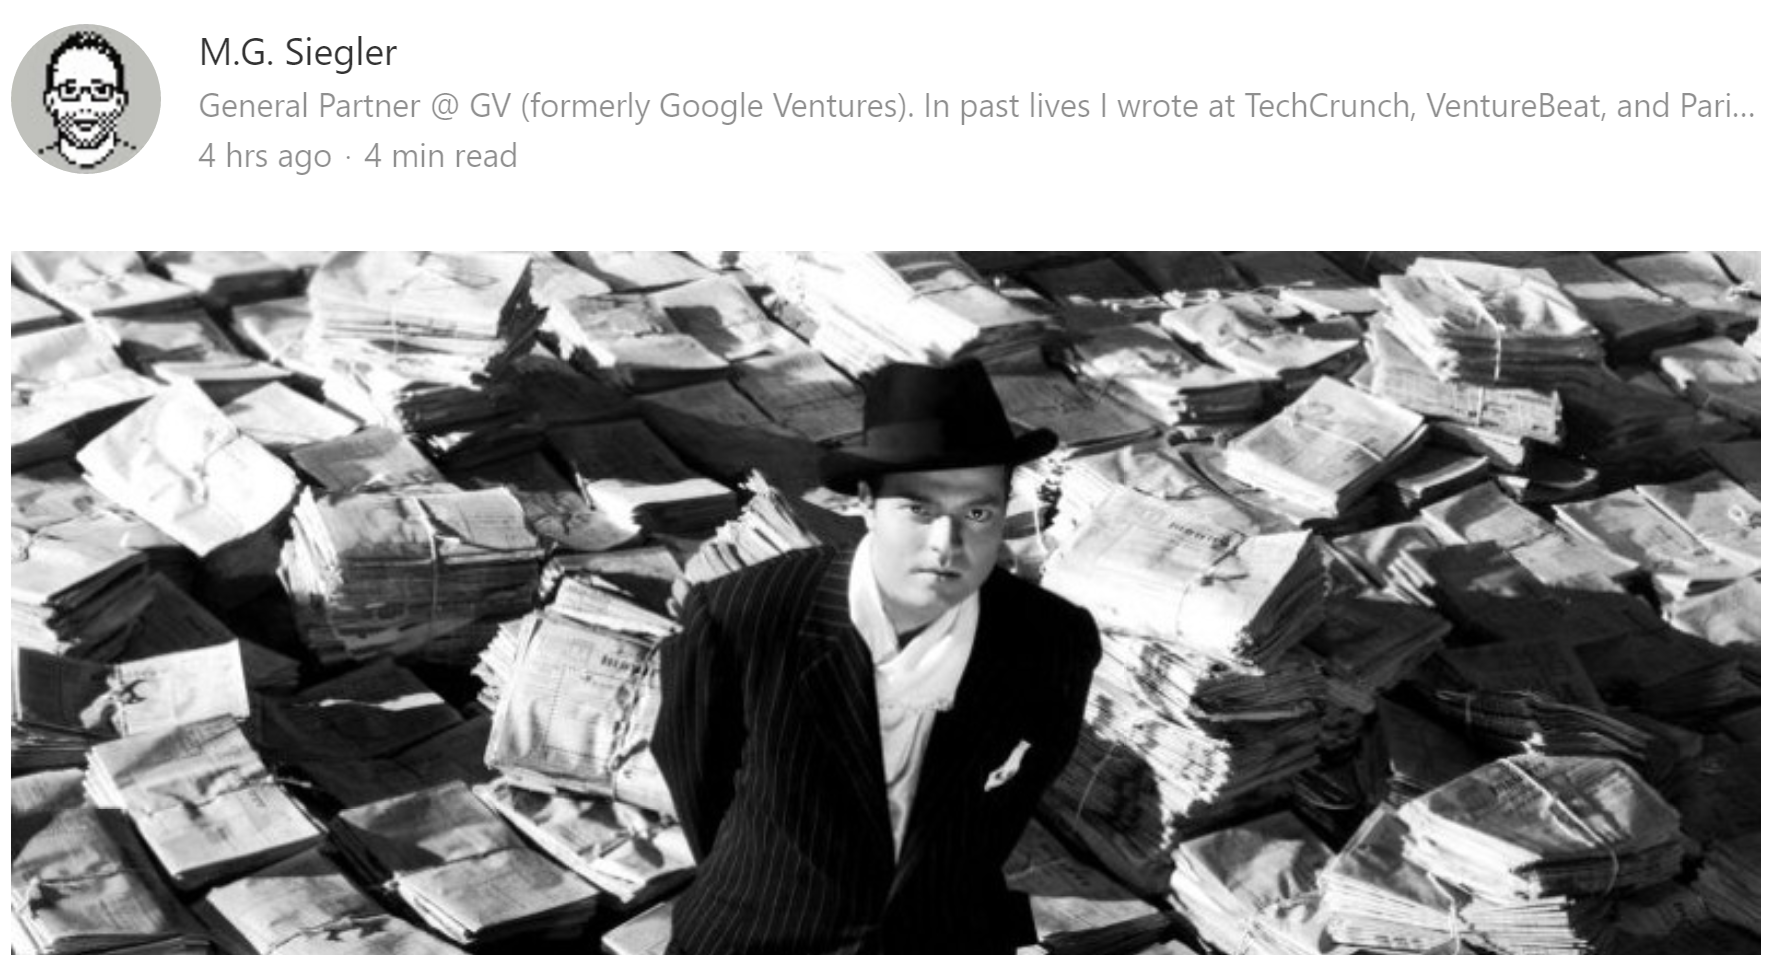 M.G. Siegler
General Partner @ GV (formerly Google Ventures). In past lives I wrote at TechCrunch, VentureBeat, and Pari...
4 hrs ago · 4 min read